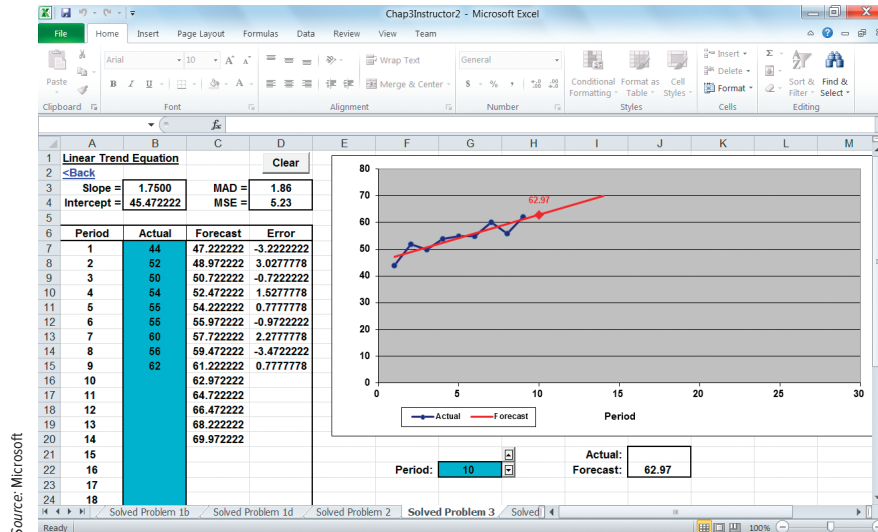 Chap3Instructor2 - Microsoft Excel
File Home Insert Page Layout Formulas Data Review View Team
Paste
Clipboard
Arial 10
B I U A
Font
Wrap Text
Merge & Center
Alignment
General
$ % ,
Number
Conditional Formatting
Format as Table
Cell Styles
Styles
Insert
Delete
Format
Cells
Σ
Sort & Filter
Find & Select
Editing
fx
A B C D E F G H I J K L M
1 Linear Trend Equation Clear
2 <Back
3 Slope = 1.7500 MAD = 1.86
4 Intercept = 45.472222 MSE = 5.23
5
6 Period Actual Forecast Error
7 1 44 47.222222 -3.2222222
8 2 52 48.972222 3.0277778
9 3 50 50.722222 -0.7222222
10 4 54 52.472222 1.5277778
11 5 55 54.222222 0.7777778
12 6 55 55.972222 -0.9722222
13 7 60 57.722222 2.2777778
14 8 56 59.472222 -3.4722222
15 9 62 61.222222 0.7777778
16 10 62.972222
17 11 64.722222
18 12 66.472222
19 13 68.222222
20 14 69.972222
21 15
22 16
23 17
24 18
80
70
60
50
40
30
20
10
0
62.97
0 5 10 15 20 25 30
Actual Forecast
Period
Actual:
Period: 10 Forecast: 62.97
Solved Problem 1b Solved Problem 1d Solved Problem 2 Solved Problem 3 Solved
Ready 100%
Source: Microsoft